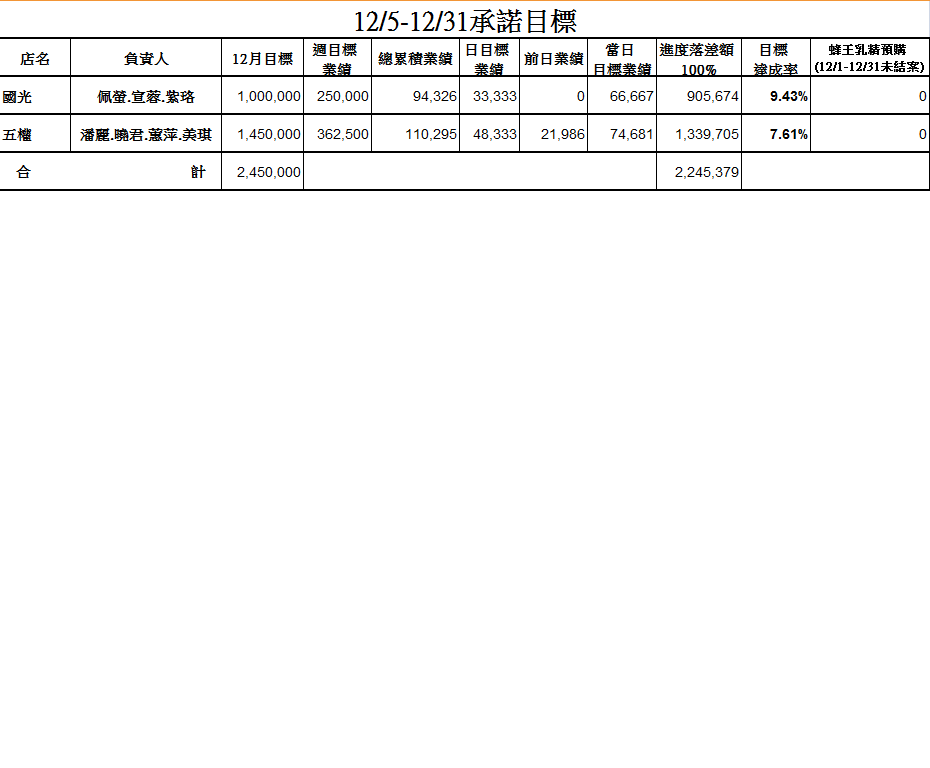 12/5-12/31承諾目標
店名 負責人 12月目標 週目標業績 總累積業績 日目標業績 前日業績 當日目標業績 進度落差額100% 目標達成率 蜂王乳精預購(12/1-12/31未結案)
國光 佩螢.宣蓉.紫珞 1,000,000 250,000 94,326 33,333 0 66,667 905,674 9.43% 0
五權 潘麗.曉君.蕙萍.美琪 1,450,000 362,500 110,295 48,333 21,986 74,681 1,339,705 7.61% 0
合 計 2,450,000 2,245,379